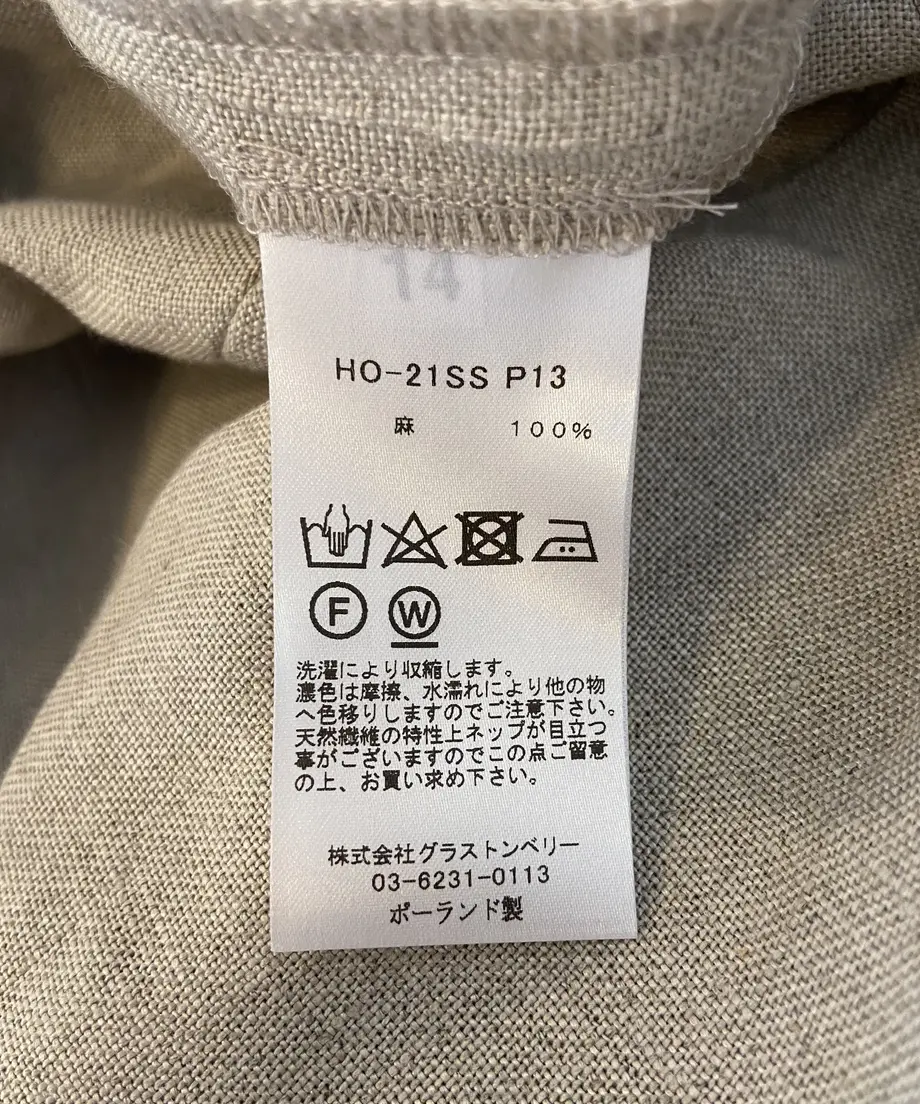 14
HO-21SS P13
麻 100%
F W
洗濯により収縮します。
濃色は摩擦、水濡れにより他の物
へ色移りしますのでご注意下さい。
天然繊維の特性上ネップが目立つ
事がございますのでこの点ご留意
の上、お買い求め下さい。
株式会社グラストンベリー
03-6231-0113
ポーランド製